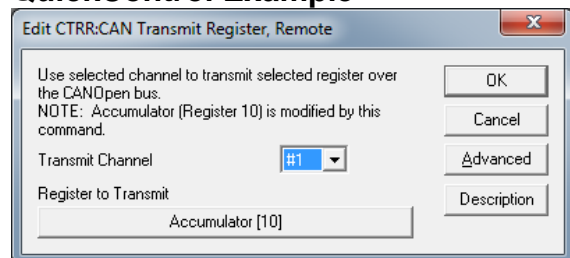 Edit CTRR:CAN Transmit Register, Remote
Use selected channel to transmit selected register over
the CANOpen bus.
NOTE: Accumulator (Register 10) is modified by this
command.
Transmit Channel
#1
Register to Transmit
Accumulator [10]
OK
Cancel
Advanced
Description